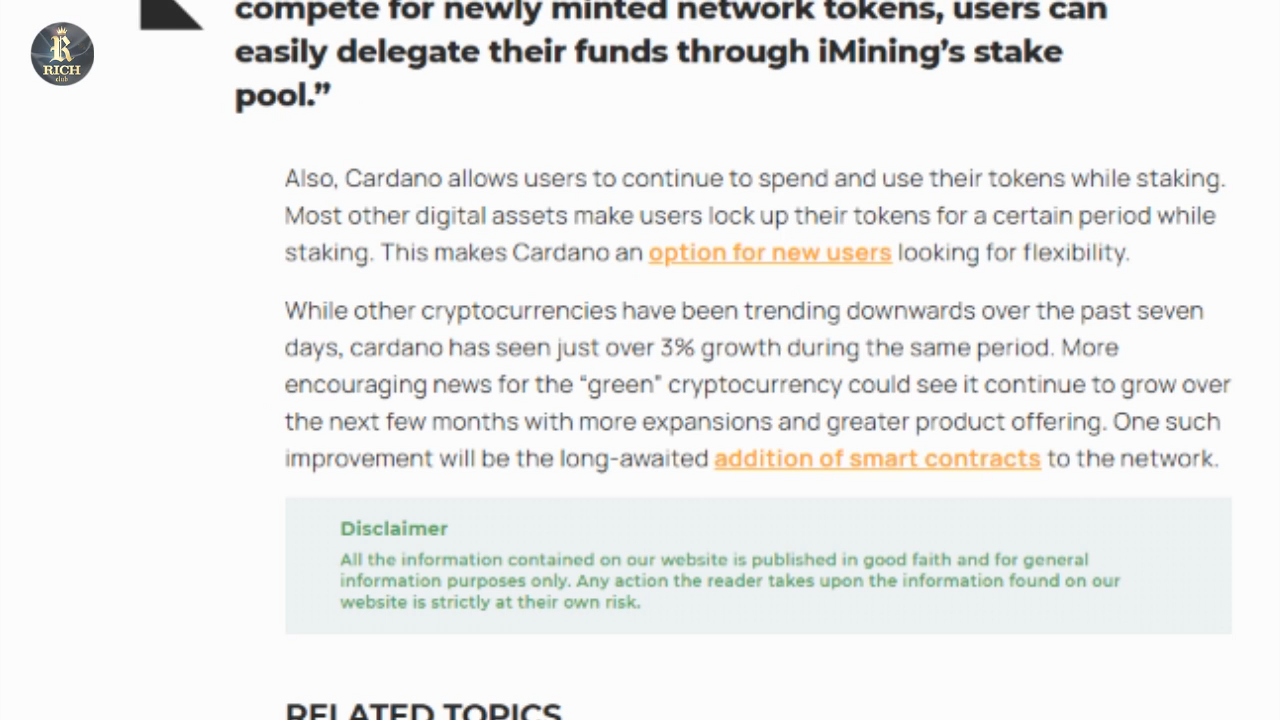 compete for newly minted network tokens, users can
easily delegate their funds through iMining’s stake
pool.”
R
RICH
club
Also, Cardano allows users to continue to spend and use their tokens while staking.
Most other digital assets make users lock up their tokens for a certain period while
staking. This makes Cardano an option for new users looking for flexibility.
While other cryptocurrencies have been trending downwards over the past seven
days, cardano has seen just over 3% growth during the same period. More
encouraging news for the “green” cryptocurrency could see it continue to grow over
the next few months with more expansions and greater product offering. One such
improvement will be the long-awaited addition of smart contracts to the network.
Disclaimer
All the information contained on our website is published in good faith and for general
information purposes only. Any action the reader takes upon the information found on our
website is strictly at their own risk.
RELATED TOPICS